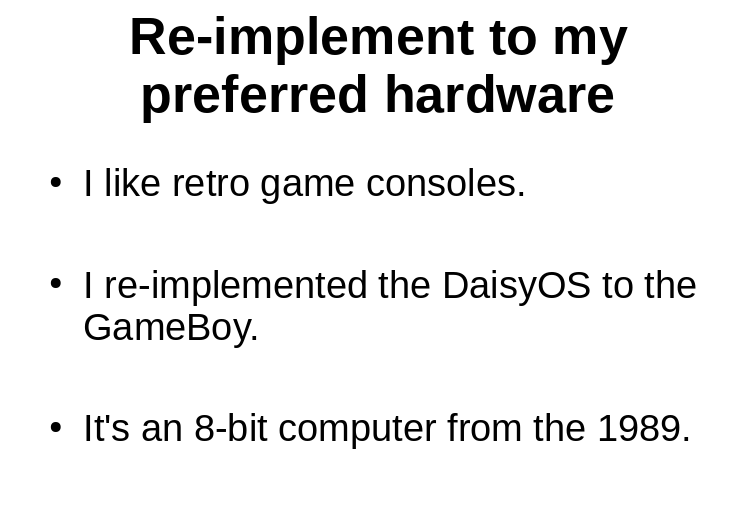 Re-implement to my
preferred hardware
• I like retro game consoles.
• I re-implemented the DaisyOS to the
GameBoy.
• It's an 8-bit computer from the 1989.